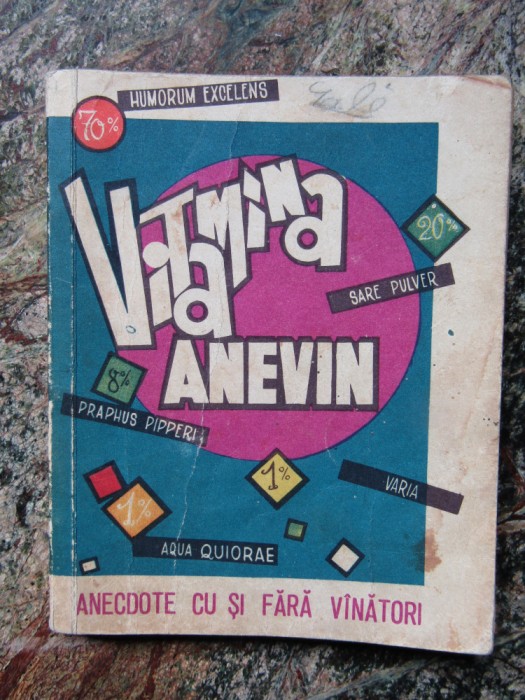 70%
HUMORUM EXCELENS
VITAMINA
ANEVIN
20%
SARE PULVER
8%
PRAPHUS PIPPERI
1%
VARIA
1%
AQUA QUIORAE
ANECDOTE CU ȘI FĂRĂ VÎNĂTORI